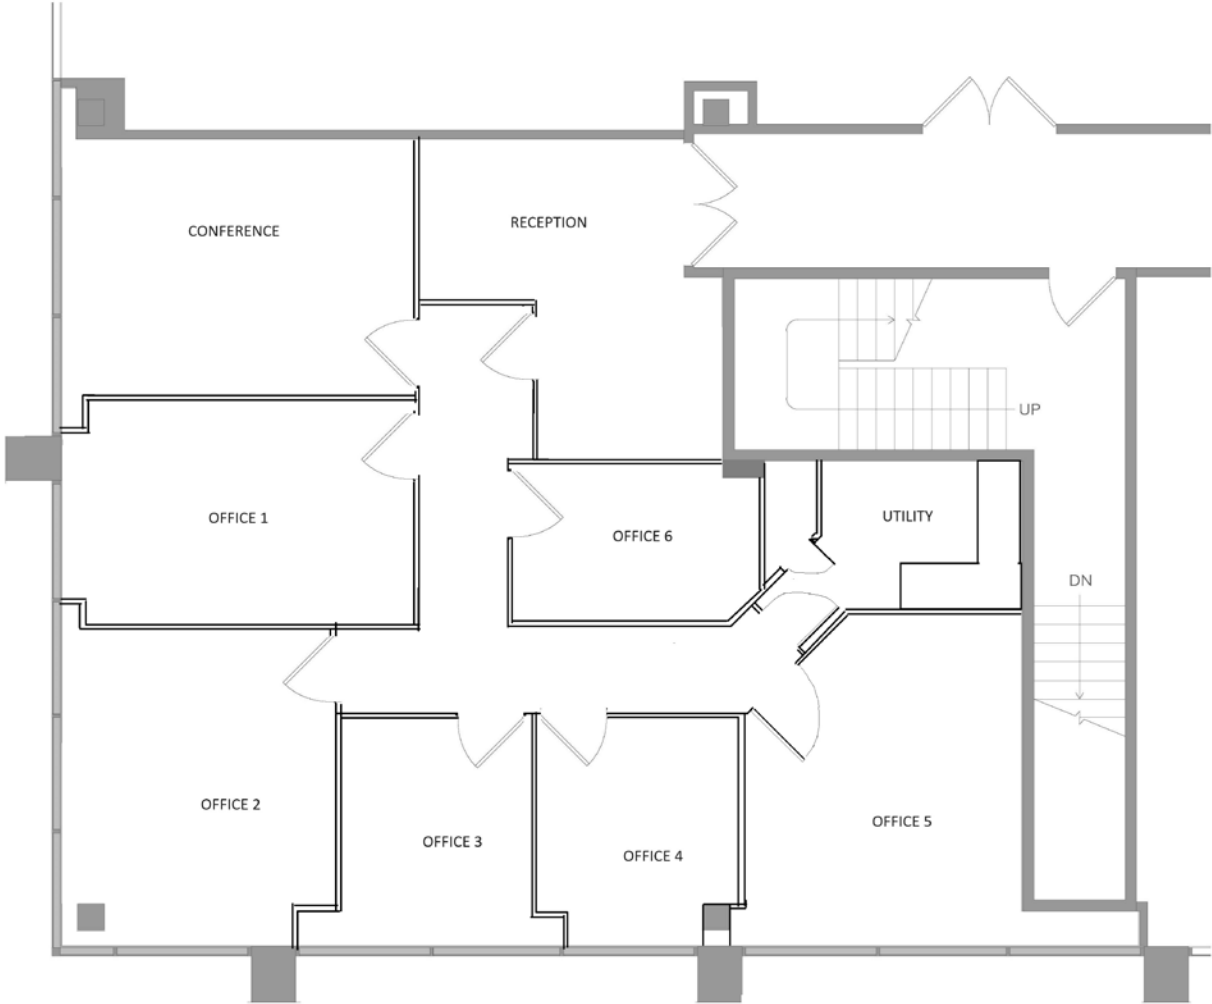 CONFERENCE
RECEPTION
UP
OFFICE 1
OFFICE 6
UTILITY
DN
OFFICE 2
OFFICE 3
OFFICE 4
OFFICE 5